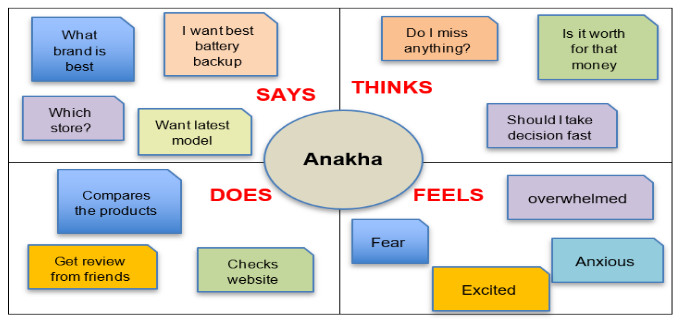 What
brand is
best
I want best
battery
backup
Which
store?
Want latest
model
SAYS
Do I miss
anything?
Is it worth
for that
money
THINKS
Should I take
decision fast
Anakha
DOES
Compares
the products
Get review
from friends
Checks
website
FEELS
overwhelmed
Fear
Anxious
Excited